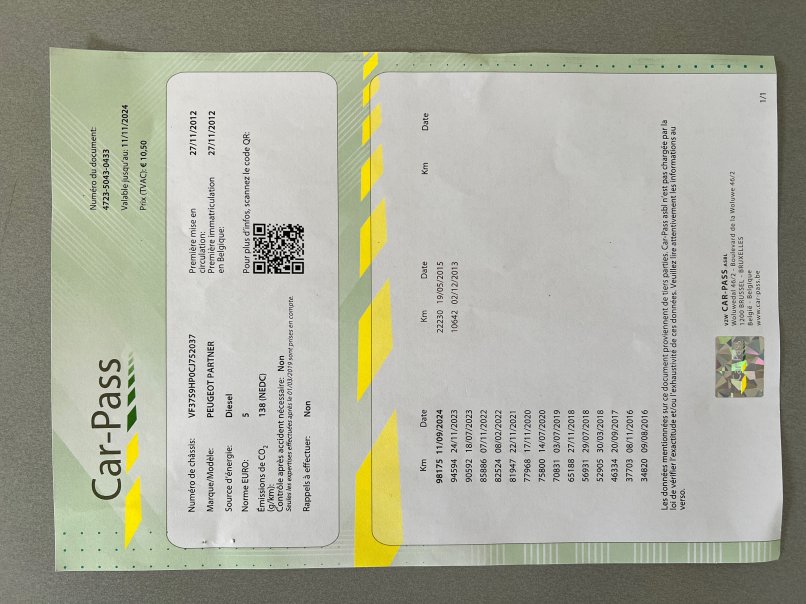 Car-Pass
Numéro du document:
4723-5043-0433
Valable jusqu'au: 11/11/2024
Prix (TVAC): € 10,50
Numéro de châssis: VF3759HP0CJ752037
Marque/Modèle: PEUGEOT PARTNER
Source d'énergie: Diesel
Norme EURO: 5
Émissions de CO2 (g/km): 138 (NEDC)
Contrôle après accident nécessaire: Non
Seules les expertises effectuées après le 01/03/2019 sont prises en compte.
Rappels à effectuer: Non
Première mise en circulation: 27/11/2012
Première immatriculation en Belgique: 27/11/2012
Pour plus d'infos, scannez le code QR:
Km Date
98175 11/09/2024
94594 24/11/2023
90592 18/07/2023
85886 07/11/2022
82524 08/02/2022
81947 22/11/2021
77968 17/11/2020
75800 14/07/2020
70831 03/07/2019
65188 27/11/2018
56931 29/07/2018
52905 30/03/2018
46334 20/09/2017
37703 08/11/2016
34820 09/08/2016
Km Date
22230 19/05/2015
10642 02/12/2013
Km Date
Les données mentionnées sur ce document proviennent de tiers parties. Car-Pass asbl n'est pas chargée par la
loi de vérifier l'exactitude et/ou l'exhaustivité de ces données. Veuillez lire attentivement les informations au
verso.
VZW CAR-PASS ASBL
Woluwedal 46/2 - Boulevard de la Woluwe 46/2
1200 BRUSSEL - BRUXELLES
België - Belgique
www.car-pass.be
1/1